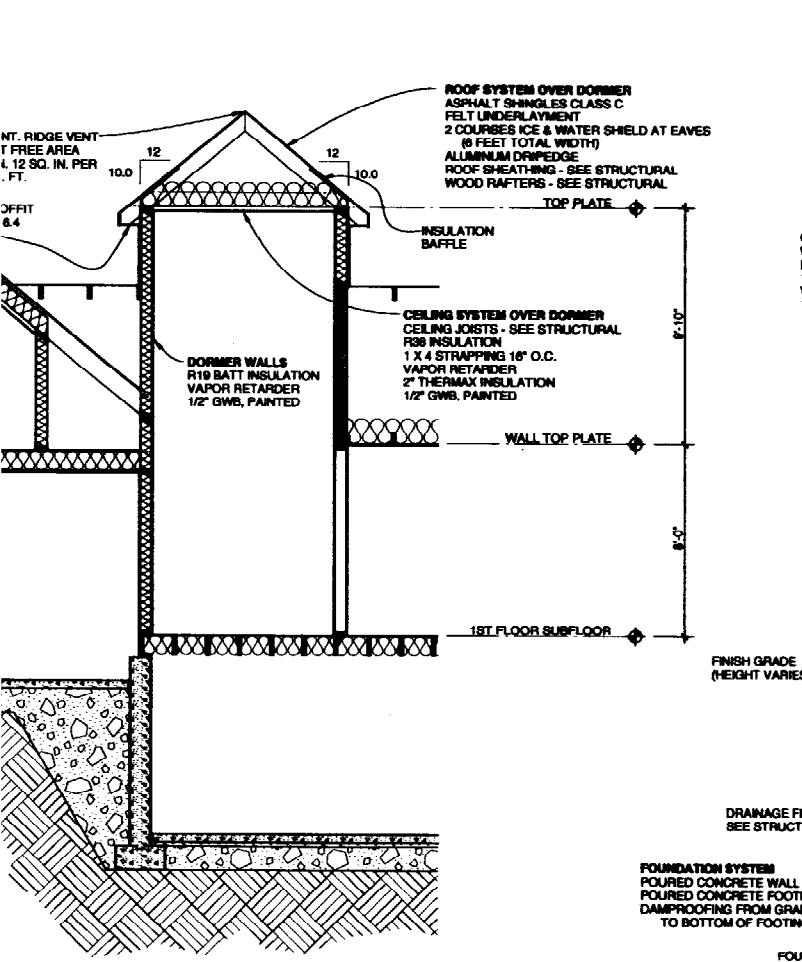 ROOF SYSTEM OVER DORMER
ASPHALT SHINGLES CLASS C
FELT UNDERLAYMENT
2 COURSES ICE & WATER SHIELD AT EAVES
(6 FEET TOTAL WIDTH)
ALUMINUM DRIPEDGE
ROOF SHEATHING - SEE STRUCTURAL
WOOD RAFTERS - SEE STRUCTURAL
NT. RIDGE VENT
T FREE AREA
12 SQ. IN. PER
. FT.
12
10.0
12
10.0
OFFIT
6.4
TOP PLATE
INSULATION
BAFFLE
CEILING SYSTEM OVER DORMER
CEILING JOISTS - SEE STRUCTURAL
R38 INSULATION
1 X 4 STRAPPING 16" O.C.
VAPOR RETARDER
2" THERMAX INSULATION
1/2" GWB, PAINTED
DORMER WALLS
R19 BATT INSULATION
VAPOR RETARDER
1/2" GWB, PAINTED
WALL TOP PLATE
8'-0"
1ST FLOOR SUBFLOOR
FINISH GRADE
(HEIGHT VARIES
DRAINAGE FI
SEE STRUCT
FOUNDATION SYSTEM
POURED CONCRETE WALL
POURED CONCRETE FOOTI
DAMPROOFING FROM GRA
TO BOTTOM OF FOOTIN
FOU